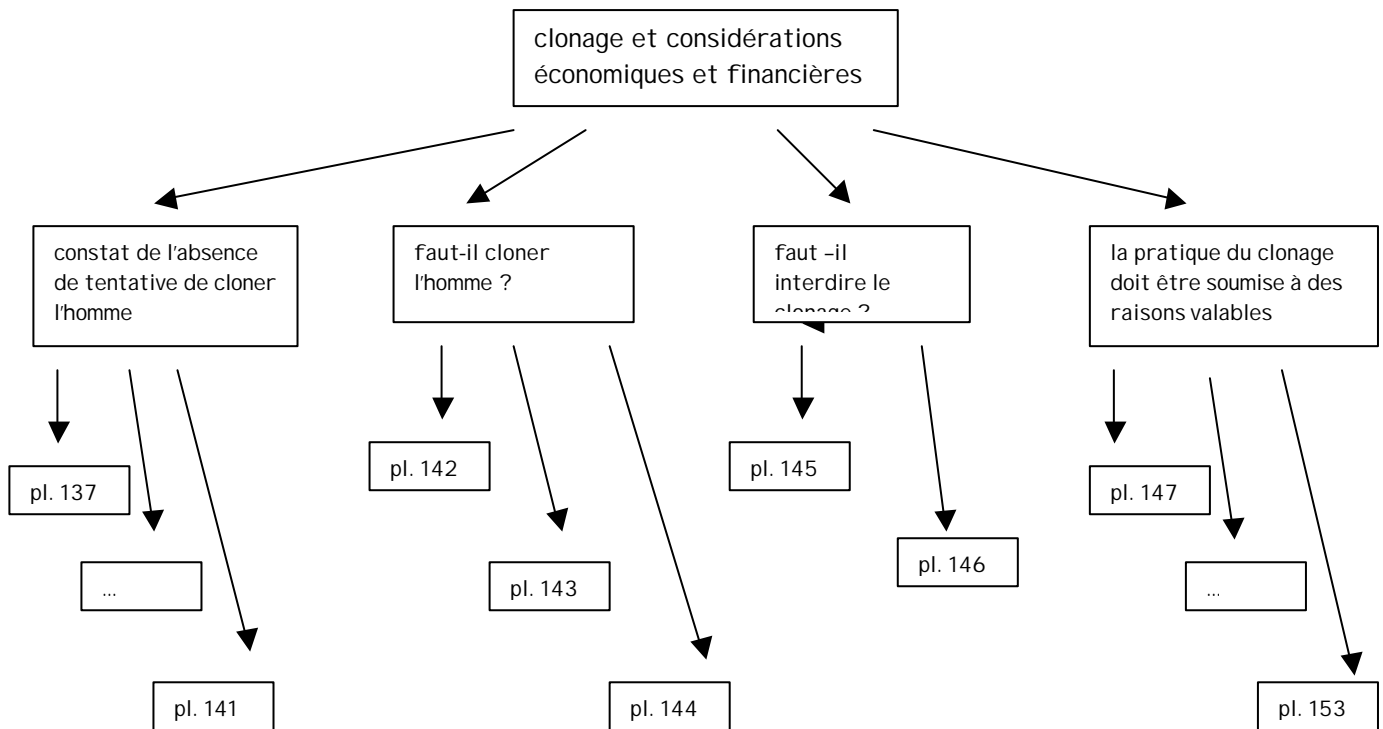 clonage et considérations
économiques et financières
constat de l'absence
de tentative de cloner
l'homme
faut-il cloner
l'homme ?
faut –il
interdire le
clonage ?
la pratique du clonage
doit être soumise à des
raisons valables
pl. 137
...
pl. 141
pl. 142
pl. 143
pl. 144
pl. 145
pl. 146
pl. 147
...
pl. 153